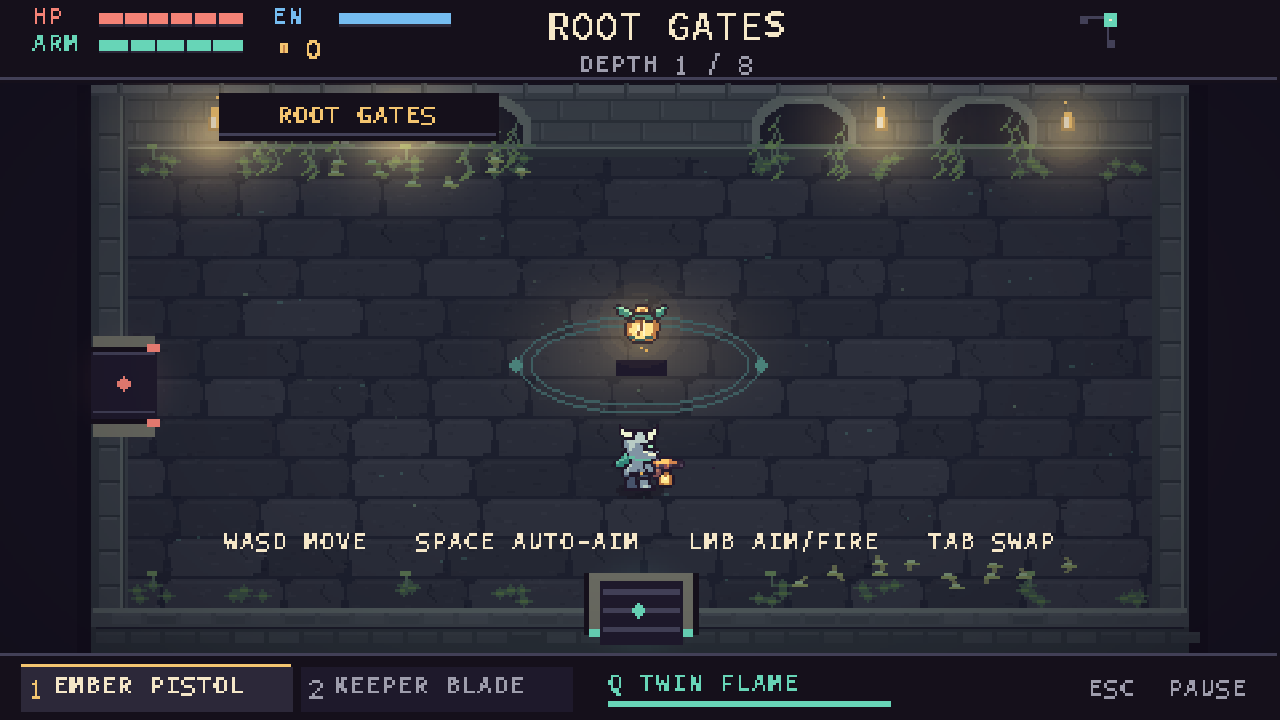 HP
EN
ARM
0
ROOT GATES
DEPTH 1 / 8
ROOT GATES
WASD MOVE SPACE AUTO-AIM LMB AIM/FIRE TAB SWAP
1 EMBER PISTOL
2 KEEPER BLADE
Q TWIN FLAME
ESC PAUSE